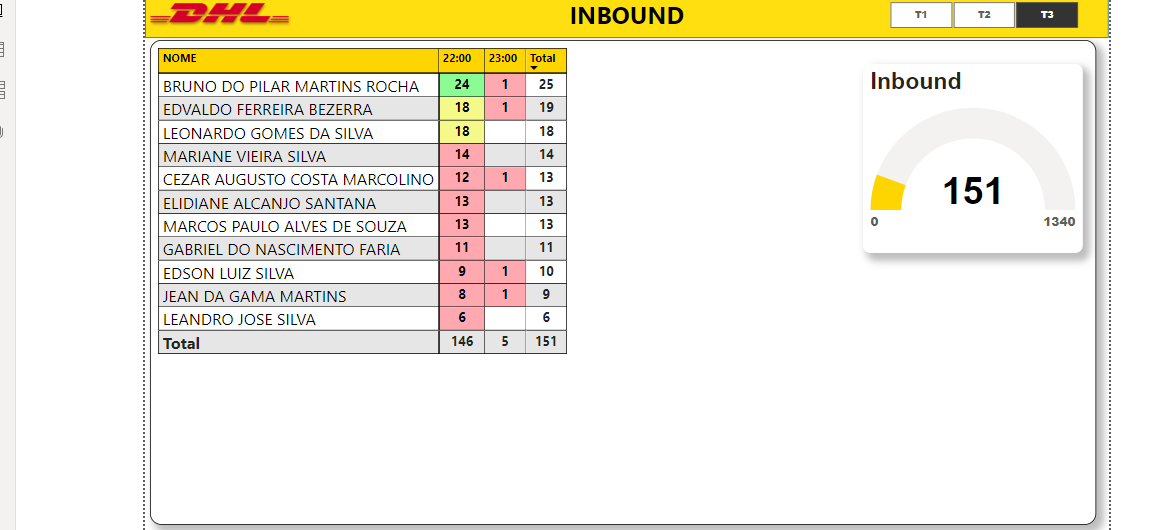 DHL INBOUND T1 T2 T3
NOME 22:00 23:00 Total
BRUNO DO PILAR MARTINS ROCHA 24 1 25
EDVALDO FERREIRA BEZERRA 18 1 19
LEONARDO GOMES DA SILVA 18 18
MARIANE VIEIRA SILVA 14 14
CEZAR AUGUSTO COSTA MARCOLINO 12 1 13
ELIDIANE ALCANJO SANTANA 13 13
MARCOS PAULO ALVES DE SOUZA 13 13
GABRIEL DO NASCIMENTO FARIA 11 11
EDSON LUIZ SILVA 9 1 10
JEAN DA GAMA MARTINS 8 1 9
LEANDRO JOSE SILVA 6 6
Total 146 5 151
Inbound
151
0 1340